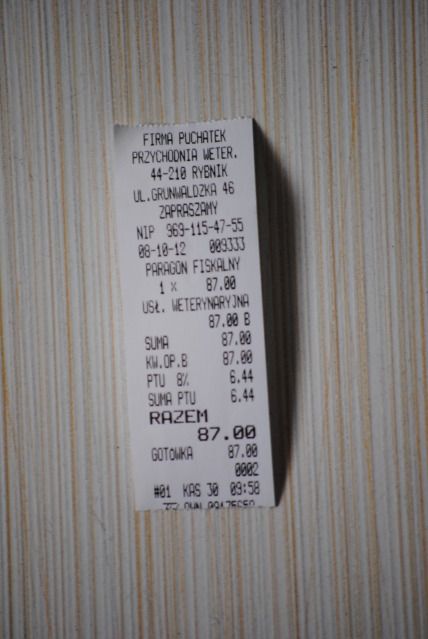 FIRMA PUCHATEK
PRZYCHODNIA WETER.
44-210 RYBNIK
UL.GRUNWALDZKA 46
ZAPRASZAMY
NIP 969-115-47-55
08-10-12 009333
PARAGON FISKALNY
1 x 87.00
USŁ. WETERYNARYJNA
87.00 B
SUMA 87.00
KW.OP.B 87.00
PTU 8% 6.44
SUMA PTU 6.44
RAZEM
87.00
GOTÓWKA 87.00
0002
#01 KAS 30 09:58